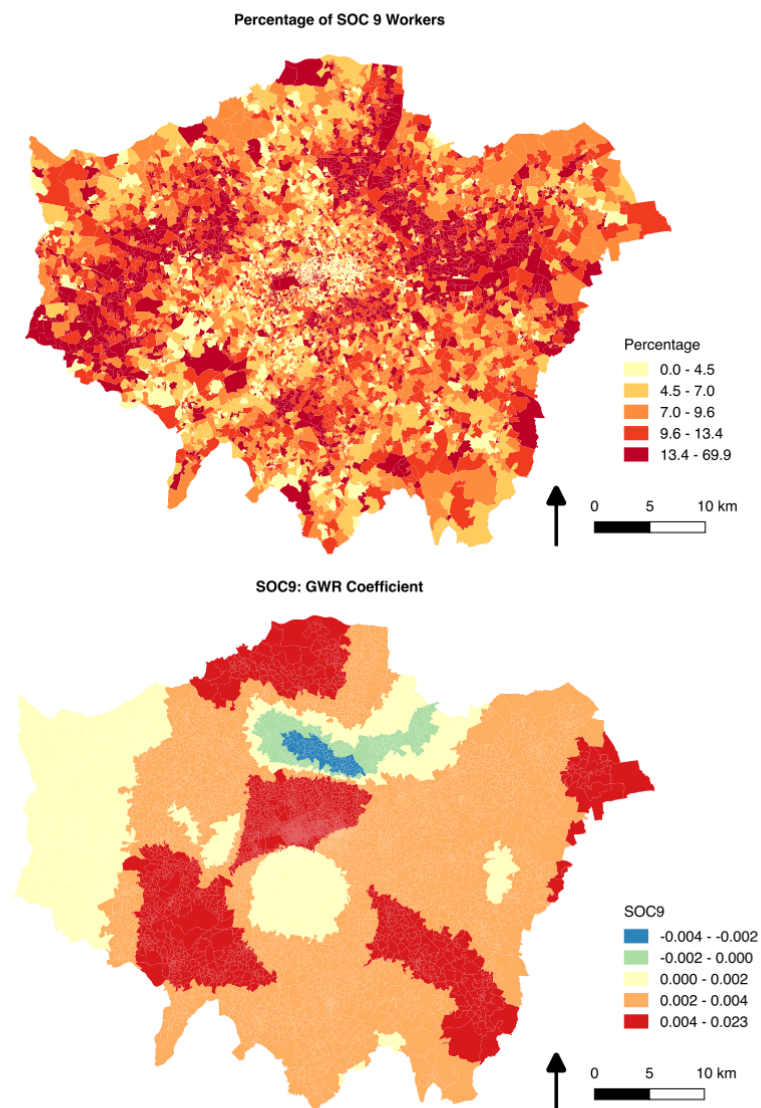 Percentage of SOC 9 Workers
Percentage
0.0 - 4.5
4.5 - 7.0
7.0 - 9.6
9.6 - 13.4
13.4 - 69.9
0 5 10 km
SOC9: GWR Coefficient
SOC9
-0.004 - -0.002
-0.002 - 0.000
0.000 - 0.002
0.002 - 0.004
0.004 - 0.023
0 5 10 km